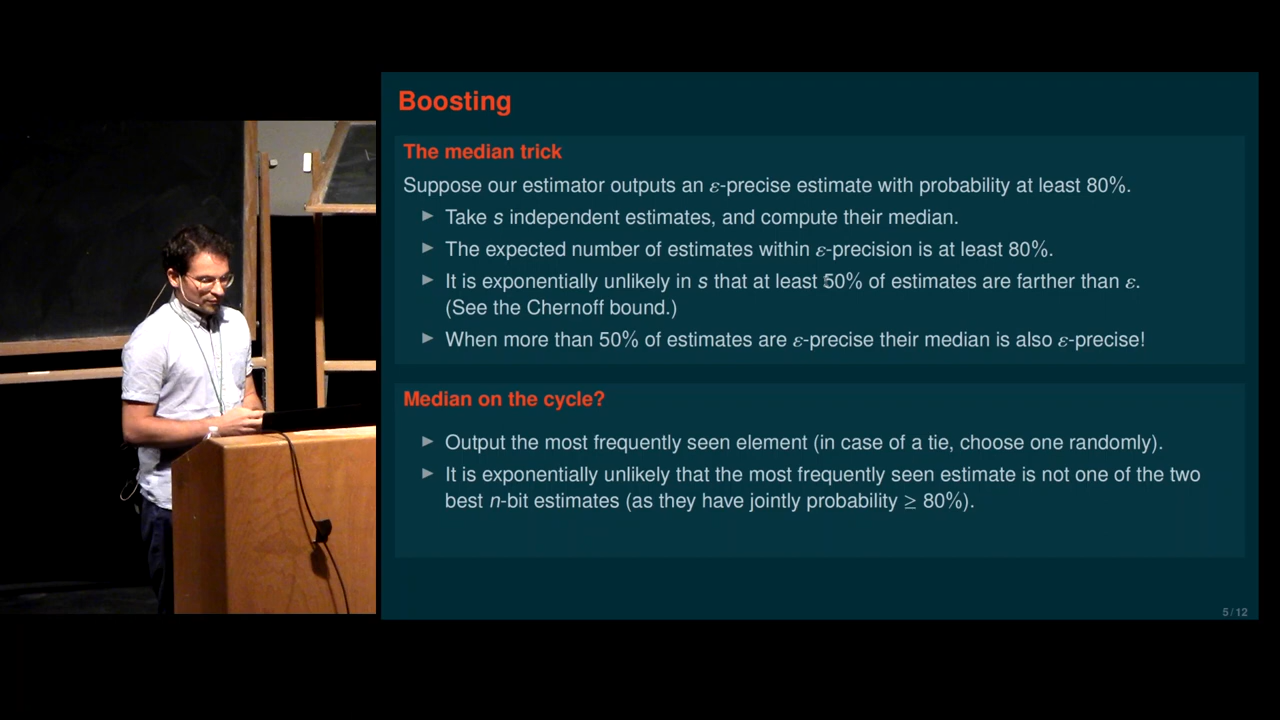 Boosting
The median trick
Suppose our estimator outputs an ε-precise estimate with probability at least 80%.
► Take s independent estimates, and compute their median.
► The expected number of estimates within ε-precision is at least 80%.
► It is exponentially unlikely in s that at least 50% of estimates are farther than ε.
(See the Chernoff bound.)
► When more than 50% of estimates are ε-precise their median is also ε-precise!
Median on the cycle?
► Output the most frequently seen element (in case of a tie, choose one randomly).
► It is exponentially unlikely that the most frequently seen estimate is not one of the two
best n-bit estimates (as they have jointly probability ≥ 80%).
5 / 12